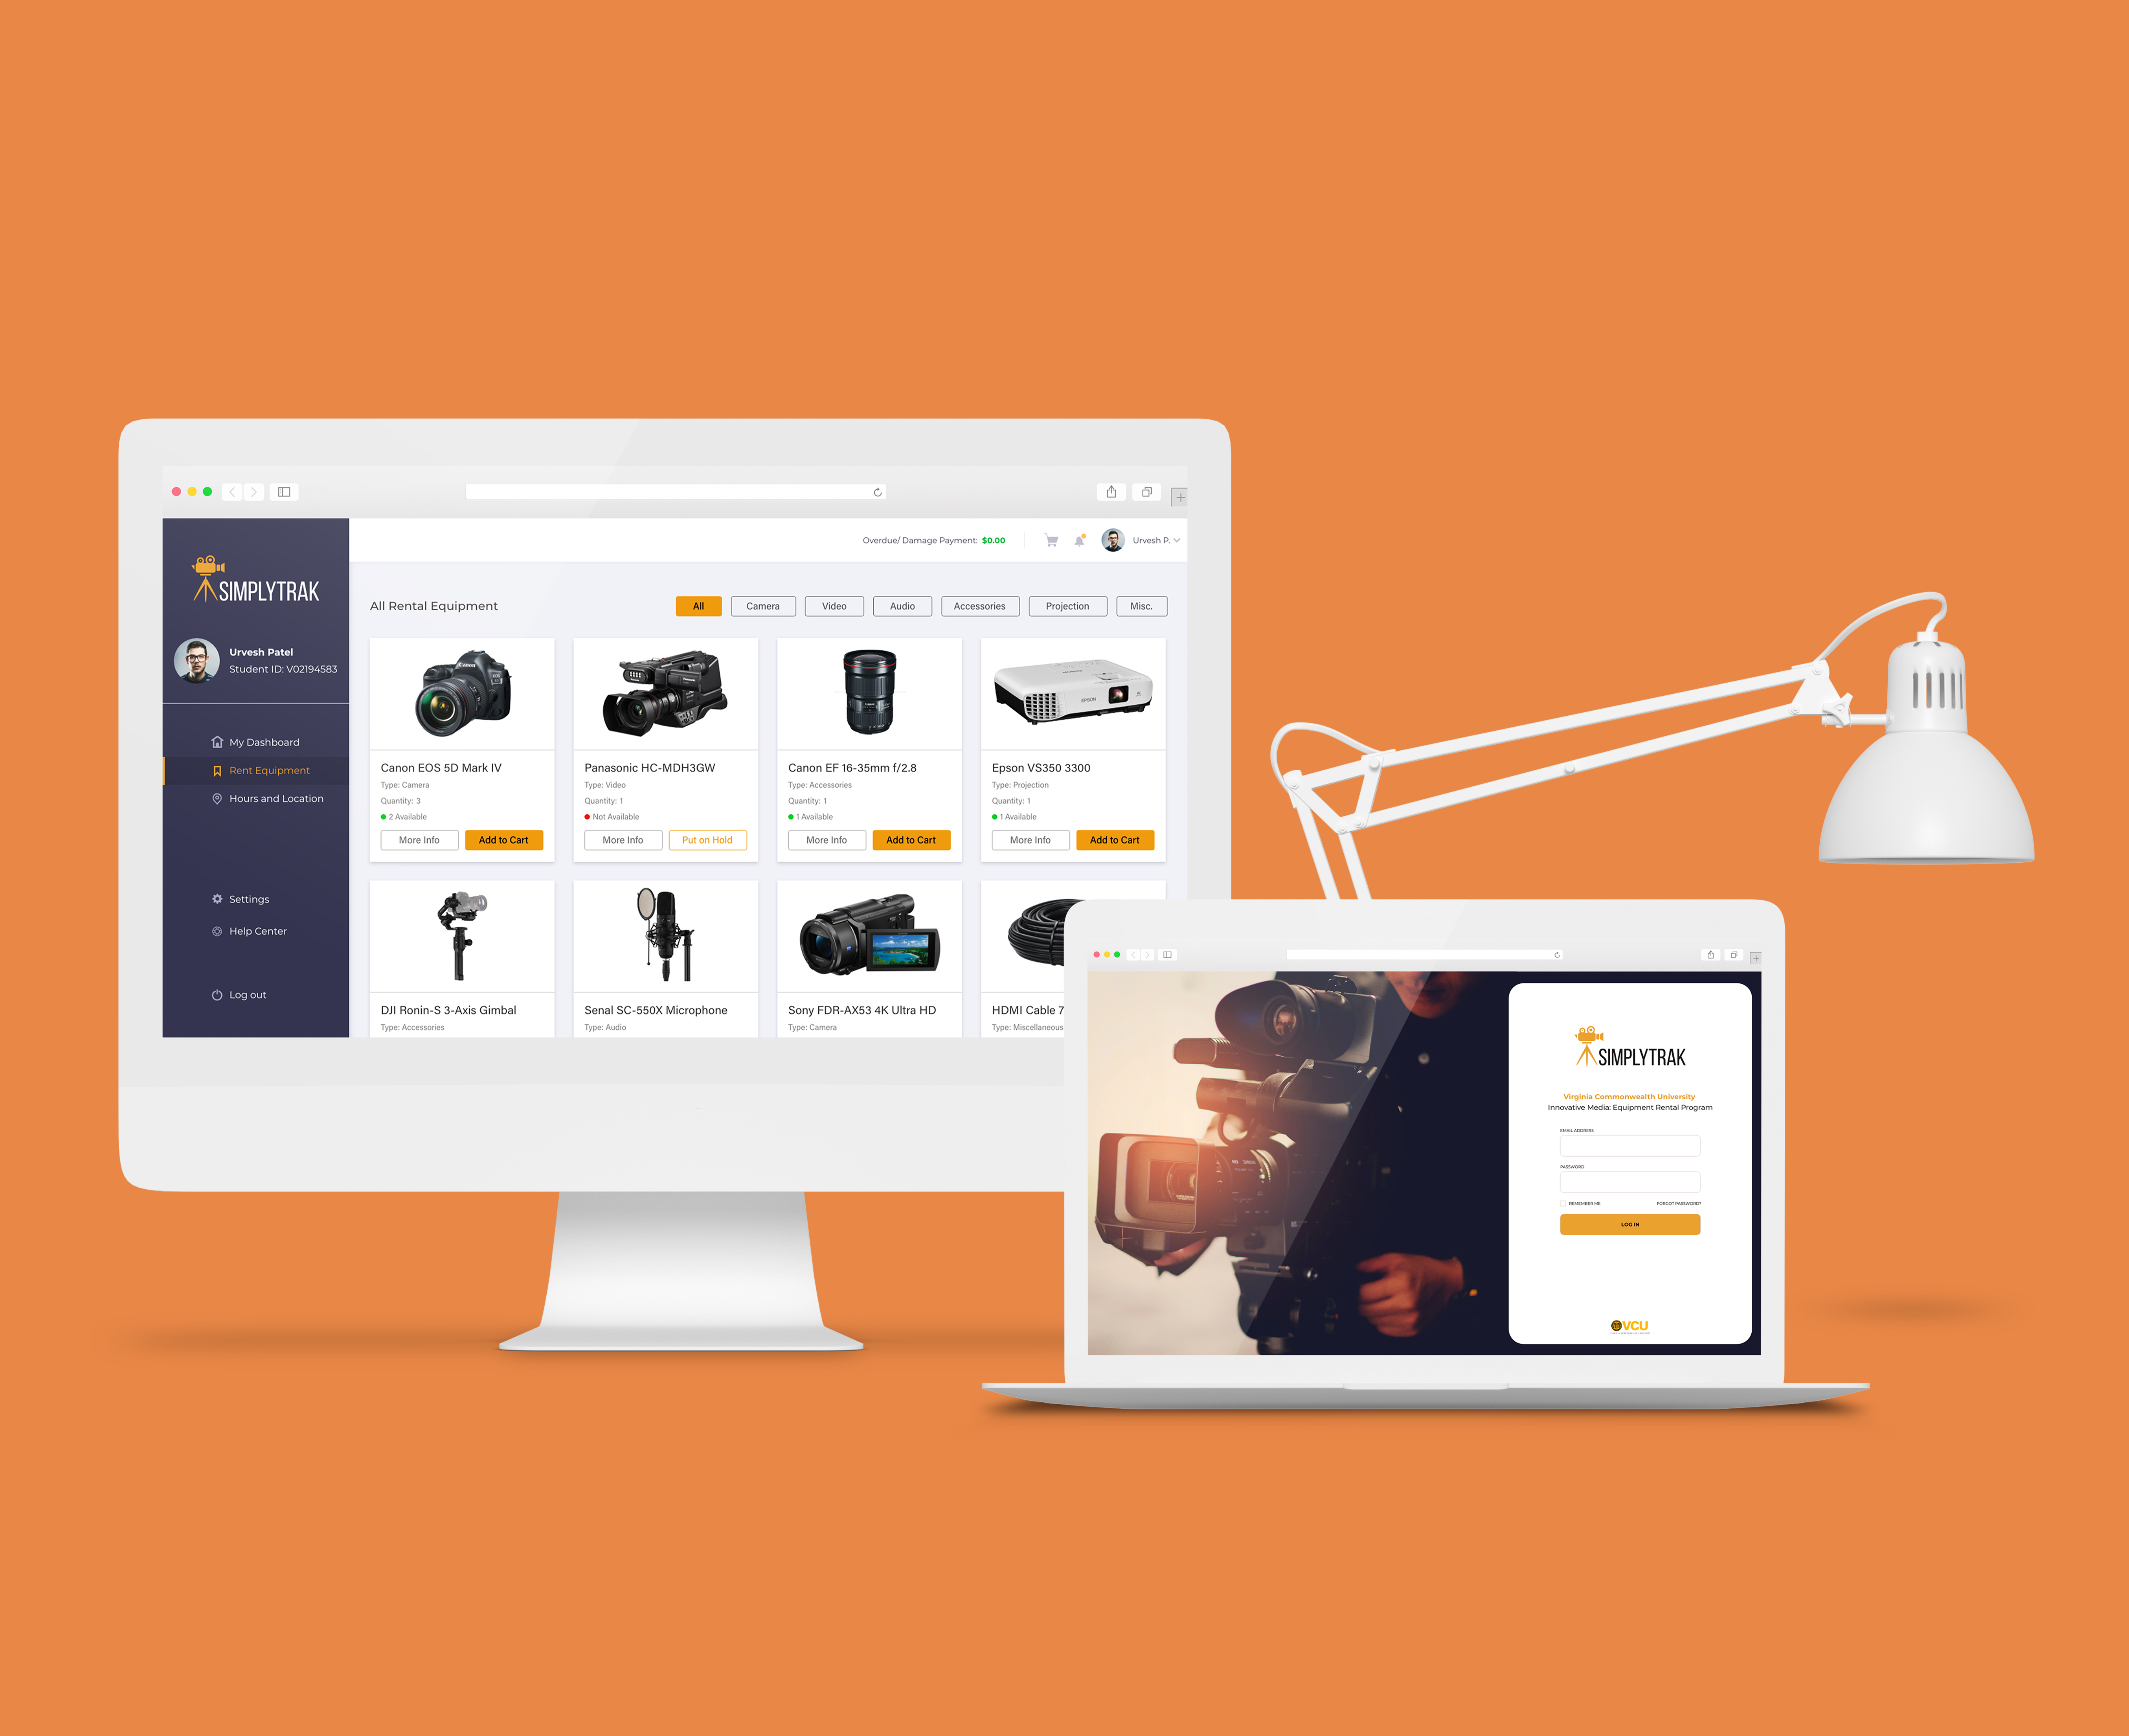 SIMPLYTRAK
Urvesh Patel
Student ID: V02194583
My Dashboard
Rent Equipment
Hours and Location
Settings
Help Center
Log out
Overdue/ Damage Payment: $0.00
Urvesh P.
All Rental Equipment
All
Camera
Video
Audio
Accessories
Projection
Misc.
Canon EOS 5D Mark IV
Type: Camera
Quantity: 3
2 Available
More Info
Add to Cart
Panasonic HC-MDH3GW
Type: Video
Quantity: 1
Not Available
More Info
Put on Hold
Canon EF 16-35mm f/2.8
Type: Accessories
Quantity: 1
1 Available
More Info
Add to Cart
EPSON
Epson VS350 3300
Type: Projection
Quantity: 1
1 Available
More Info
Add to Cart
DJI Ronin-S 3-Axis Gimbal
Type: Accessories
Senal SC-550X Microphone
Type: Audio
Sony FDR-AX53 4K Ultra HD
Type: Camera
HDMI Cable 7
Type: Miscellaneous
SIMPLYTRAK
Virginia Commonwealth University
Innovative Media: Equipment Rental Program
EMAIL ADDRESS
PASSWORD
REMEMBER ME
FORGOT PASSWORD?
LOG IN
VCU